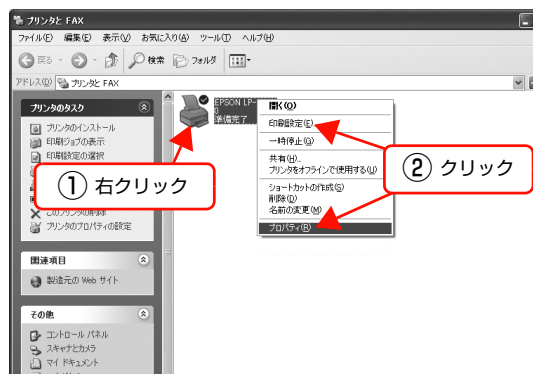 プリンタと FAX
ファイル(F) 編集(E) 表示(V) お気に入り(A) ツール(T) ヘルプ(H)
戻る 検索 フォルダ
アドレス(D) プリンタと FAX
プリンタのタスク
プリンタのインストール
印刷ジョブの表示
印刷設定の選択
① 右クリック
このプリンタの削除
プリンタのプロパティの設定
関連項目
製造元の Web サイト
その他
コントロール パネル
スキャナとカメラ
マイ ドキュメント
EPSON LP-
0
準備完了
開く(O)
印刷設定(E)...
一時停止(G)
共有(H)...
プリンタをオフラインで使用する(U)
ショートカットの作成(S)
削除(D)
名前の変更(M)
プロパティ(R)
② クリック